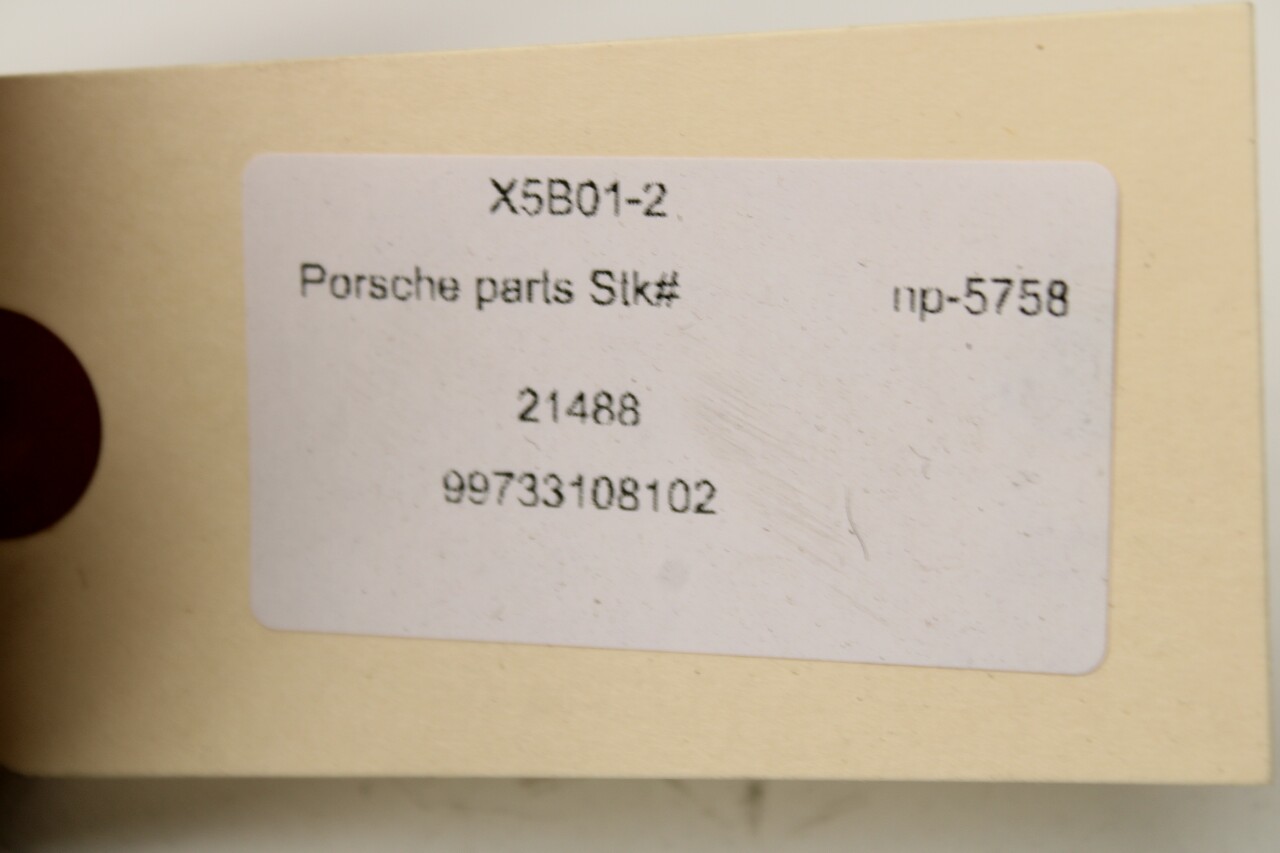 X5B01-2
Porsche parts Stk# np-5758
21488
99733108102